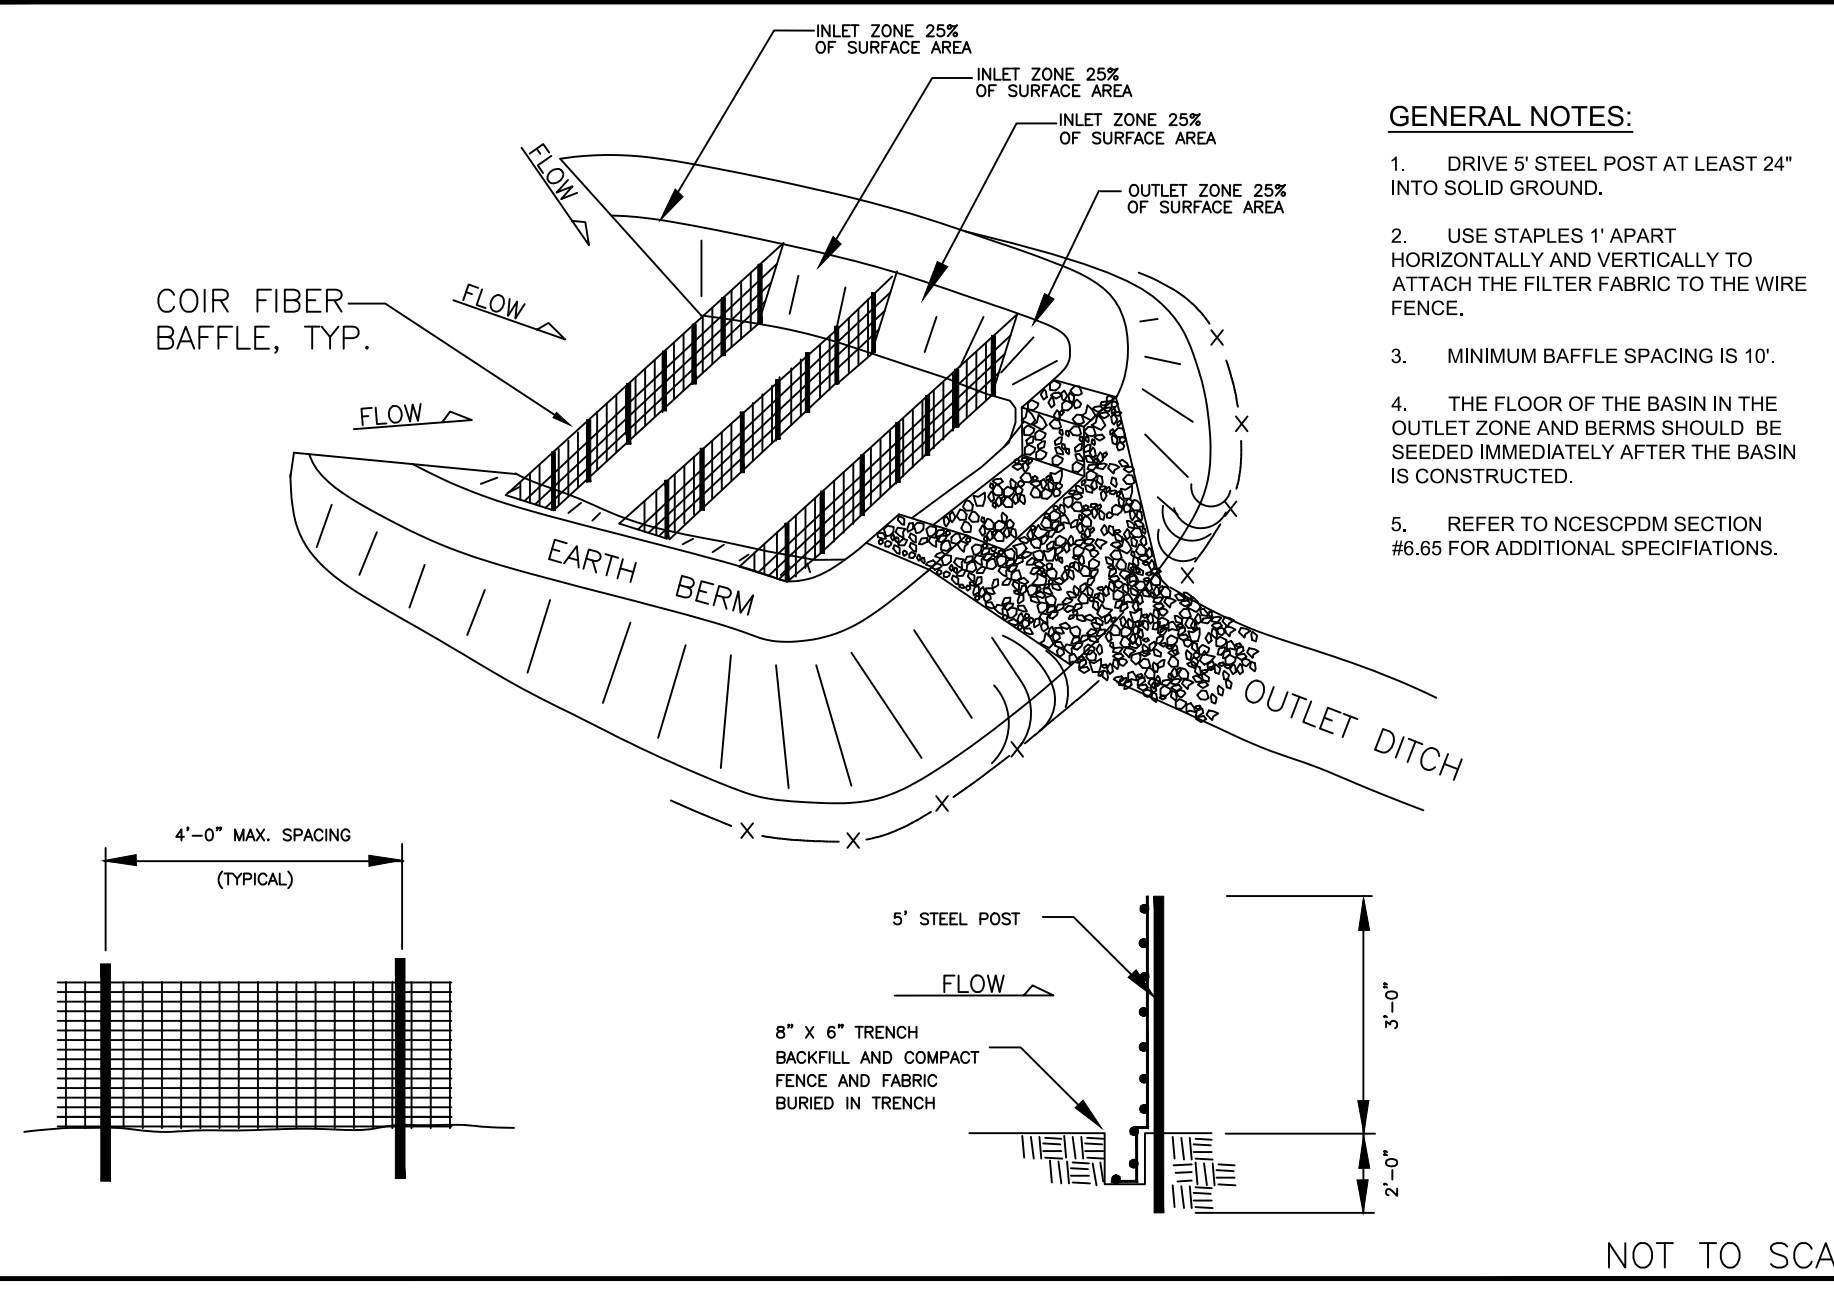 INLET ZONE 25%
OF SURFACE AREA
INLET ZONE 25%
OF SURFACE AREA
INLET ZONE 25%
OF SURFACE AREA
OUTLET ZONE 25%
OF SURFACE AREA
FLOW
FLOW
FLOW
COIR FIBER
BAFFLE, TYP.
EARTH BERM
OUTLET DITCH
X
X
X
X
X
X
X
X
GENERAL NOTES:
1. DRIVE 5' STEEL POST AT LEAST 24"
INTO SOLID GROUND.
2. USE STAPLES 1' APART
HORIZONTALLY AND VERTICALLY TO
ATTACH THE FILTER FABRIC TO THE WIRE
FENCE.
3. MINIMUM BAFFLE SPACING IS 10'.
4. THE FLOOR OF THE BASIN IN THE
OUTLET ZONE AND BERMS SHOULD BE
SEEDED IMMEDIATELY AFTER THE BASIN
IS CONSTRUCTED.
5. REFER TO NCESCPDM SECTION
#6.65 FOR ADDITIONAL SPECIFIATIONS.
4'-0" MAX. SPACING
(TYPICAL)
5' STEEL POST
FLOW
8" X 6" TRENCH
BACKFILL AND COMPACT
FENCE AND FABRIC
BURIED IN TRENCH
3'-0"
2'-0"
NOT TO SCA